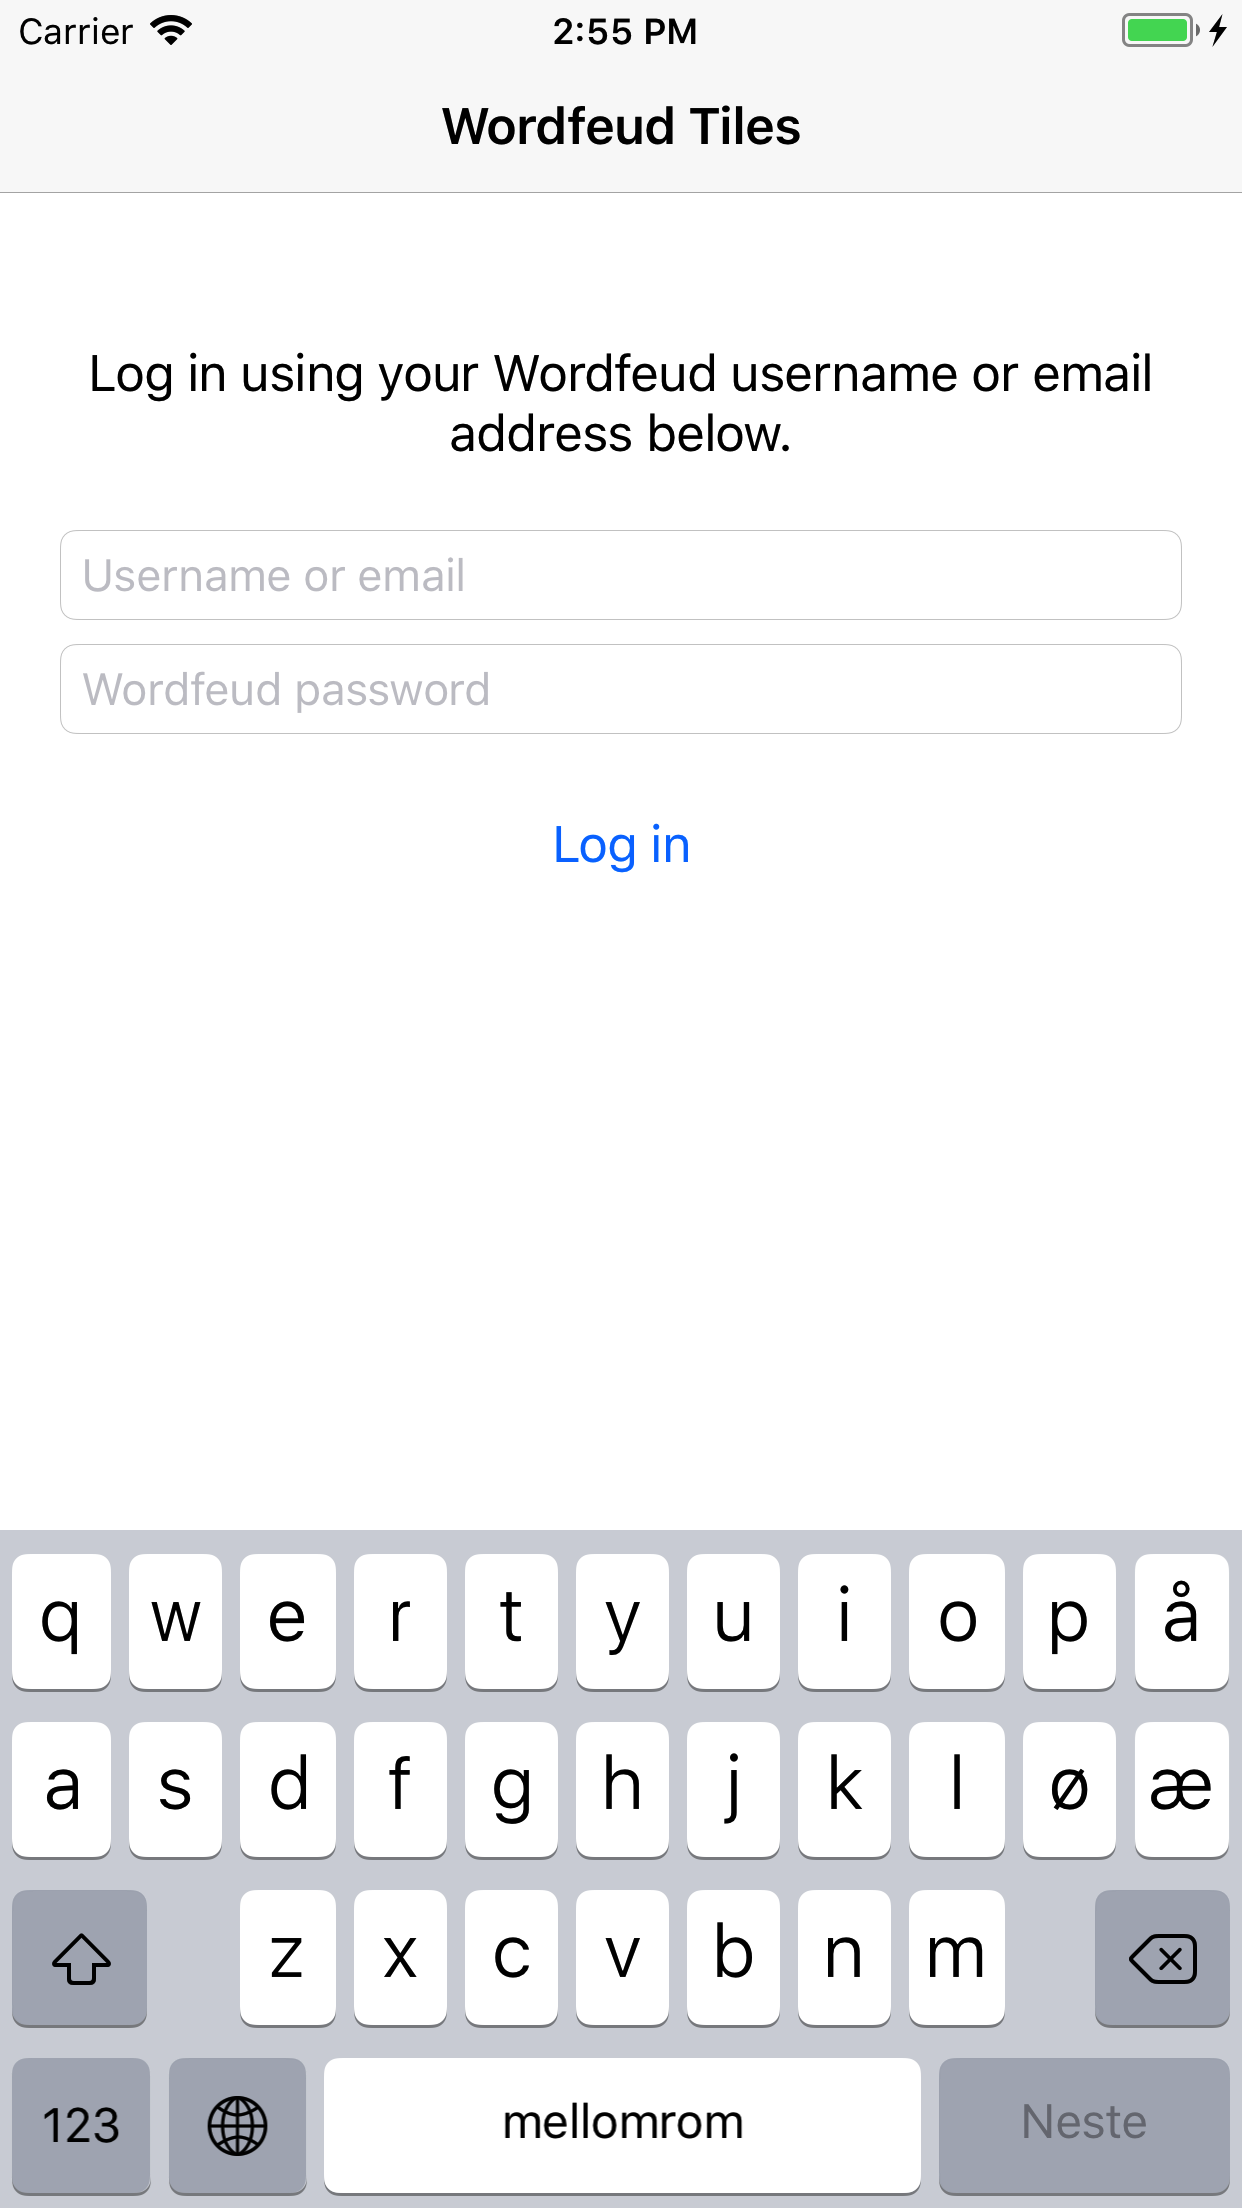 Carrier 2:55 PM
Wordfeud Tiles
Log in using your Wordfeud username or email
address below.
Username or email
Wordfeud password
Log in
q w e r t y u i o p å
a s d f g h j k l ø æ
z x c v b n m
123 mellomrom Neste